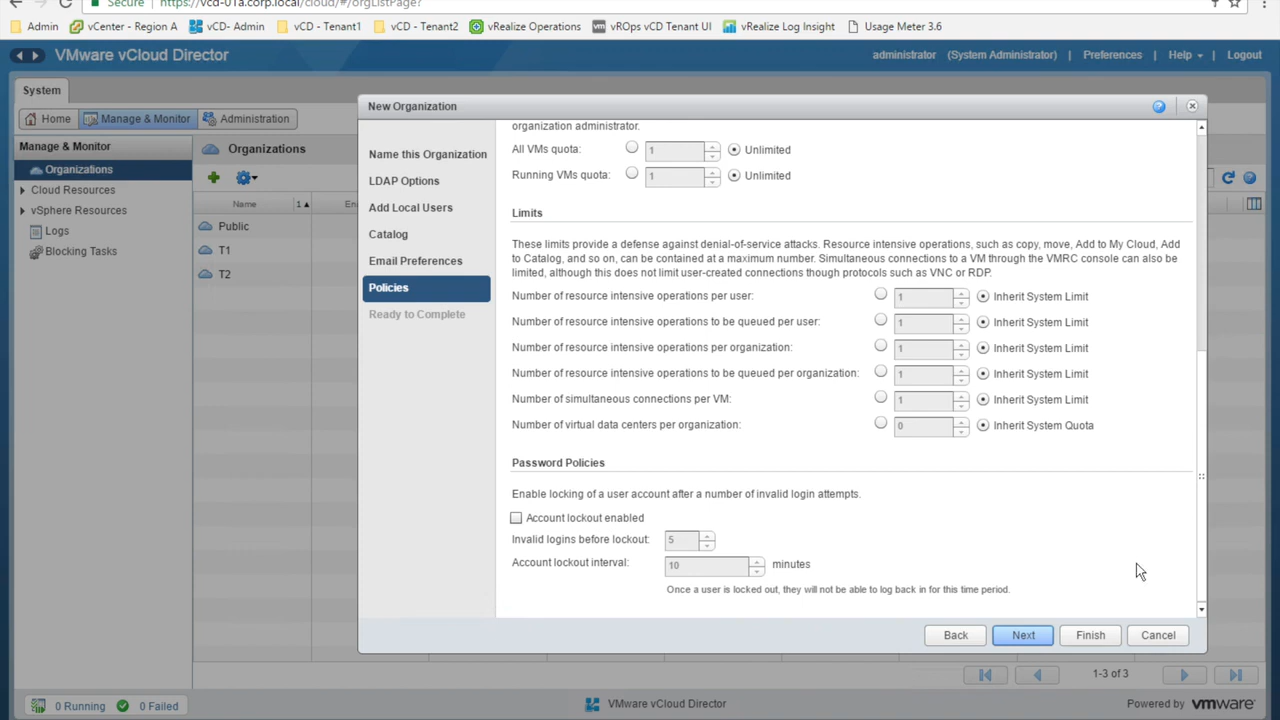 Secure https://vcd-01a.corp.local/cloud/#/orgListPage?
Admin vCenter - Region A vCD- Admin vCD - Tenant1 vCD - Tenant2 vRealize Operations vROps vCD Tenant UI vRealize Log Insight Usage Meter 3.6
VMware vCloud Director
administrator (System Administrator) Preferences Help Logout
System
Home Manage & Monitor Administration
New Organization
Manage & Monitor
Organizations
Cloud Resources
vSphere Resources
Logs
Blocking Tasks
Organizations
Name 1 En
Public
T1
T2
Name this Organization
LDAP Options
Add Local Users
Catalog
Email Preferences
Policies
Ready to Complete
organization administrator.
All VMs quota: 1 Unlimited
Running VMs quota: 1 Unlimited
Limits
These limits provide a defense against denial-of-service attacks. Resource intensive operations, such as copy, move, Add to My Cloud, Add
to Catalog, and so on, can be contained at a maximum number. Simultaneous connections to a VM through the VMRC console can also be
limited, although this does not limit user-created connections though protocols such as VNC or RDP.
Number of resource intensive operations per user: 1 Inherit System Limit
Number of resource intensive operations to be queued per user: 1 Inherit System Limit
Number of resource intensive operations per organization: 1 Inherit System Limit
Number of resource intensive operations to be queued per organization: 1 Inherit System Limit
Number of simultaneous connections per VM: 1 Inherit System Limit
Number of virtual data centers per organization: 0 Inherit System Quota
Password Policies
Enable locking of a user account after a number of invalid login attempts.
Account lockout enabled
Invalid logins before lockout: 5
Account lockout interval: 10 minutes
Once a user is locked out, they will not be able to log back in for this time period.
Back Next Finish Cancel
1-3 of 3
0 Running 0 Failed
VMware vCloud Director
Powered by vmware